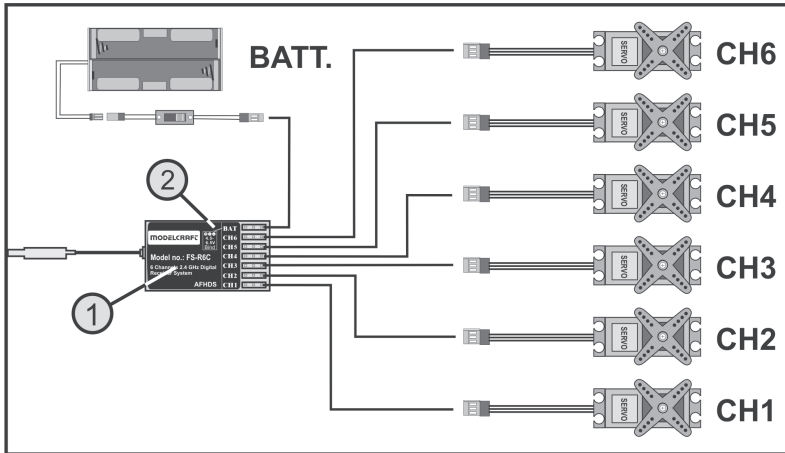 BATT.
SERVO
CH6
SERVO
CH5
SERVO
CH4
SERVO
CH3
SERVO
CH2
SERVO
CH1
2
1
MODELCRAFT
Model no.: FS-R6C
6 Channels 2.4 GHz Digital
Receiver System
AFHDS
Bind
BAT
CH6
CH5
CH4
CH3
CH2
CH1